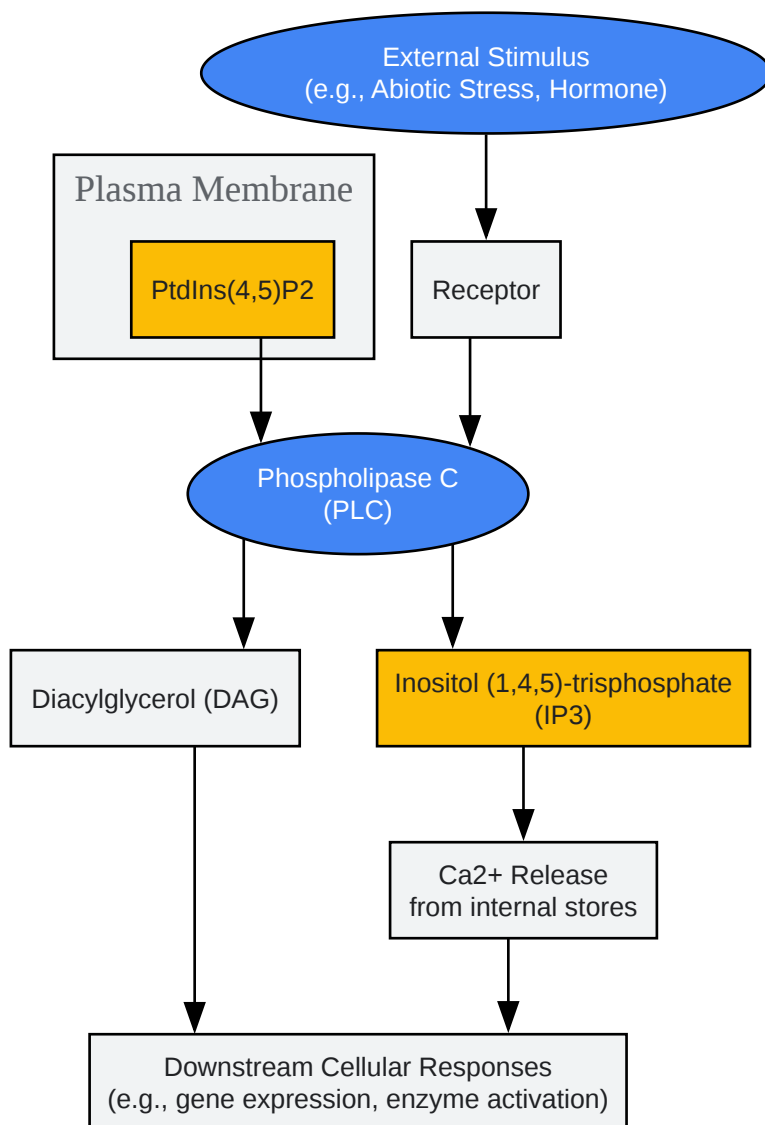 External Stimulus
(e.g., Abiotic Stress, Hormone)
Plasma Membrane
PtdIns(4,5)P2
Receptor
Phospholipase C
(PLC)
Diacylglycerol (DAG)
Inositol (1,4,5)-trisphosphate
(IP3)
Ca2+ Release
from internal stores
Downstream Cellular Responses
(e.g., gene expression, enzyme activation)